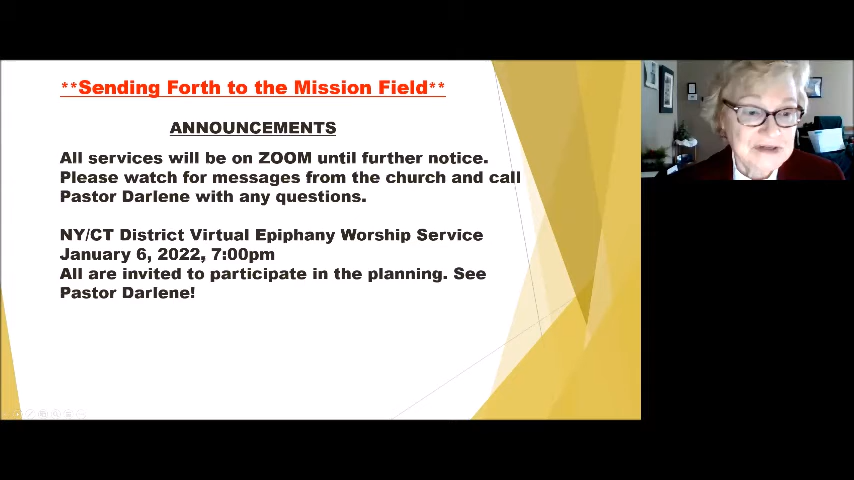 **Sending Forth to the Mission Field**
ANNOUNCEMENTS
All services will be on ZOOM until further notice.
Please watch for messages from the church and call
Pastor Darlene with any questions.
NY/CT District Virtual Epiphany Worship Service
January 6, 2022, 7:00pm
All are invited to participate in the planning. See
Pastor Darlene!